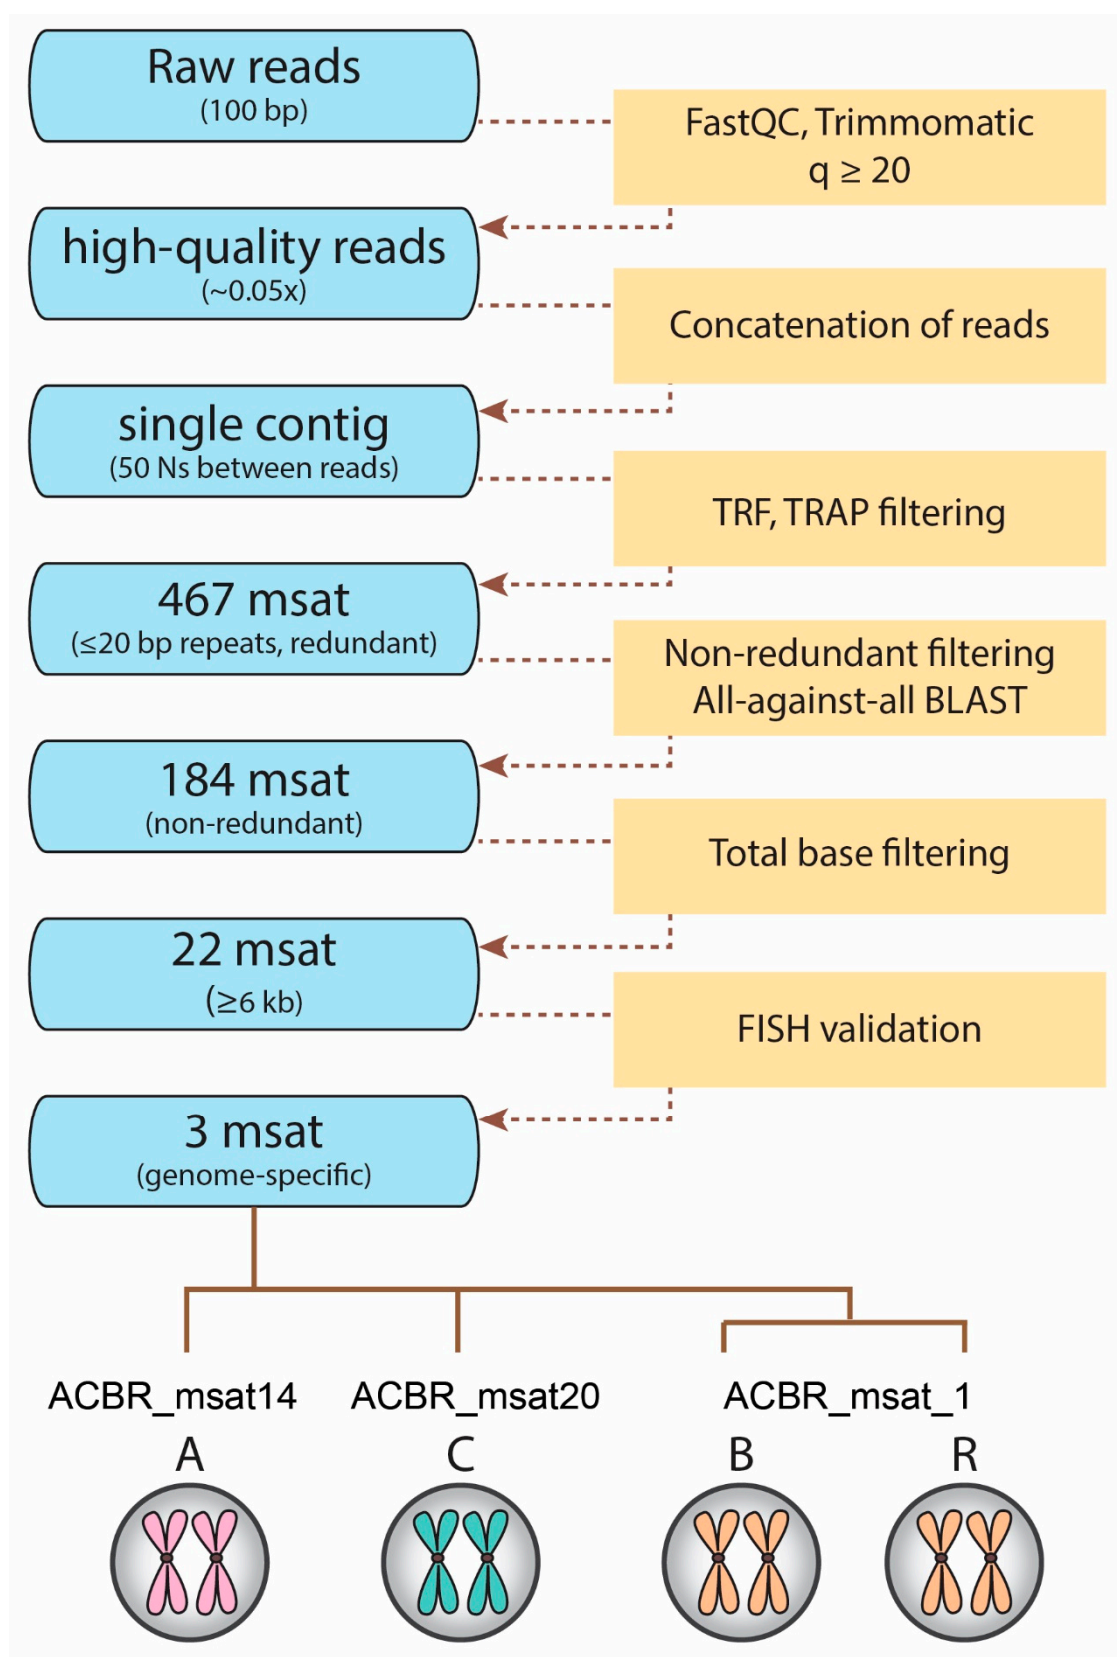 Raw reads
(100 bp)
FastQC, Trimmomatic
q ≥ 20
high-quality reads
(~0.05x)
Concatenation of reads
single contig
(50 Ns between reads)
TRF, TRAP filtering
467 msat
(≤20 bp repeats, redundant)
Non-redundant filtering
All-against-all BLAST
184 msat
(non-redundant)
Total base filtering
22 msat
(≥6 kb)
FISH validation
3 msat
(genome-specific)
ACBR_msat14 ACBR_msat20 ACBR_msat_1
A C B R